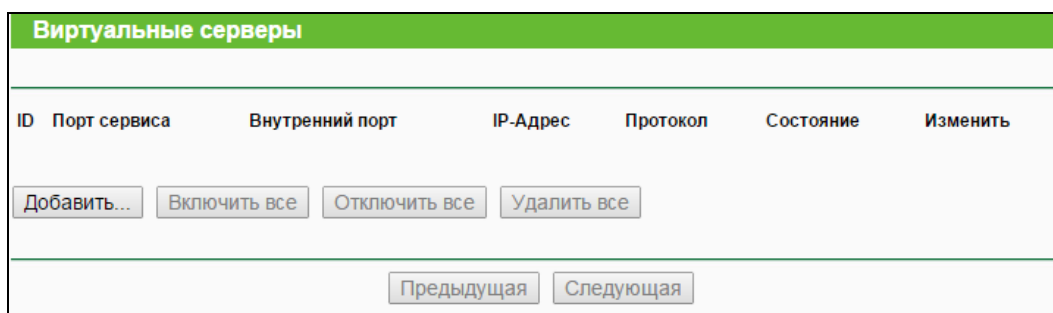 Виртуальные серверы
ID Порт сервиса Внутренний порт IP-Адрес Протокол Состояние Изменить
Добавить... Включить все Отключить все Удалить все
Предыдущая Следующая